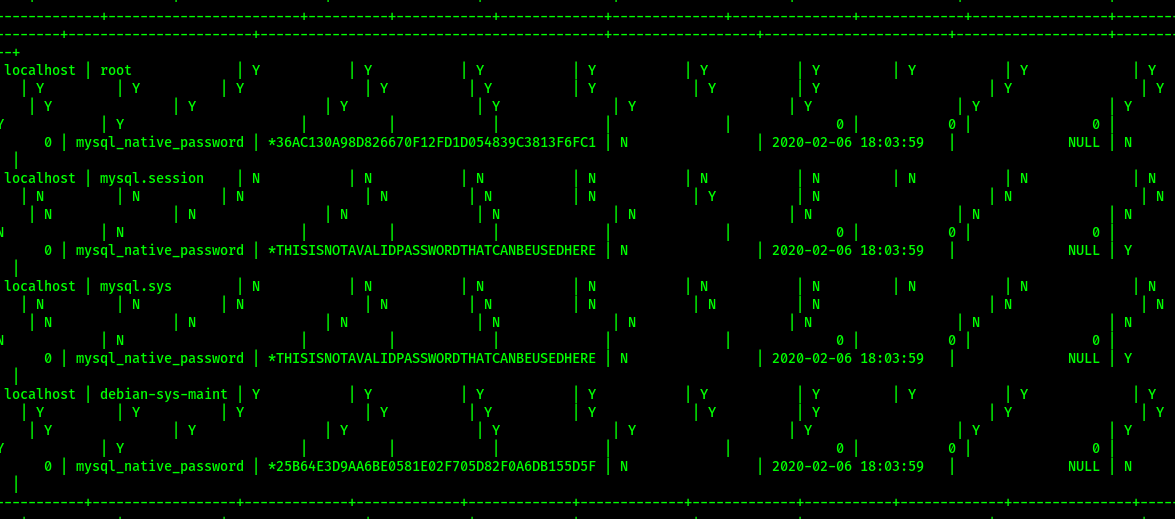 -------------+------------------------+----------+------------+--------------+-------------+---------------+-------------+-----------------+-------
--------+-----------------------+-------------------------------------------+------------------+-----------------------+-------------------+-------
--+
localhost | root | Y | Y | Y | Y | Y | Y | Y | Y | Y
| Y | Y | Y | Y | Y | Y | Y | Y | Y | Y
| Y | Y | Y | Y | Y | Y | Y | Y
Y | Y | | | | | | 0 | 0 | 0 |
0 | mysql_native_password | *36AC130A98D826670F12FD1D054839C3813F6FC1 | N | 2020-02-06 18:03:59 | NULL | N
|
localhost | mysql.session | N | N | N | N | N | N | N | N | N
| N | N | N | N | N | N | Y | N | N | N
| N | N | N | N | N | N | N | N
N | N | | | | | | 0 | 0 | 0 |
0 | mysql_native_password | *THISISNOTAVALIDPASSWORDTHATCANBEUSEDHERE | N | 2020-02-06 18:03:59 | NULL | Y
|
localhost | mysql.sys | N | N | N | N | N | N | N | N | N
| N | N | N | N | N | N | N | N | N | N
| N | N | N | N | N | N | N | N
N | N | | | | | | 0 | 0 | 0 |
0 | mysql_native_password | *THISISNOTAVALIDPASSWORDTHATCANBEUSEDHERE | N | 2020-02-06 18:03:59 | NULL | Y
|
localhost | debian-sys-maint | Y | Y | Y | Y | Y | Y | Y | Y | Y
| Y | Y | Y | Y | Y | Y | Y | Y | Y | Y
| Y | Y | Y | Y | Y | Y | Y | Y
Y | Y | | | | | | 0 | 0 | 0 |
0 | mysql_native_password | *25B64E3D9AA6BE0581E02F705D82F0A6DB155D5F | N | 2020-02-06 18:03:59 | NULL | N
|
-----------+-----------------+-------------+-------------+-------------+-------------+-------------+-----------+-------------+---------------+----